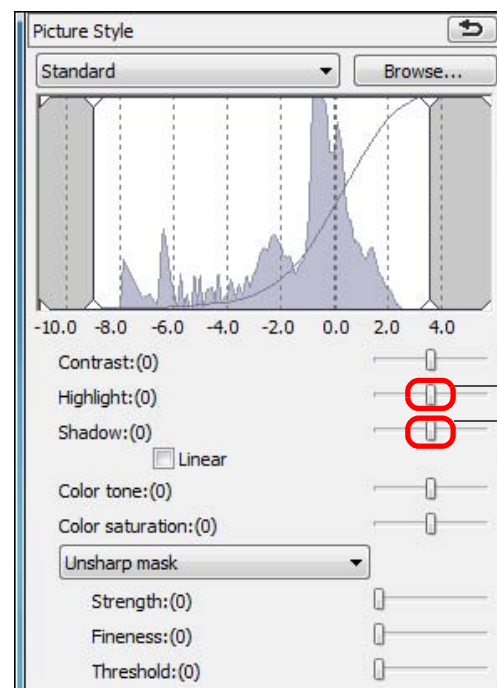 Picture Style
Standard Browse...
-10.0 -8.0 -6.0 -4.0 -2.0 0.0 2.0 4.0
Contrast:(0)
Highlight:(0)
Shadow:(0)
Linear
Color tone:(0)
Color saturation:(0)
Unsharp mask
Strength:(0)
Fineness:(0)
Threshold:(0)